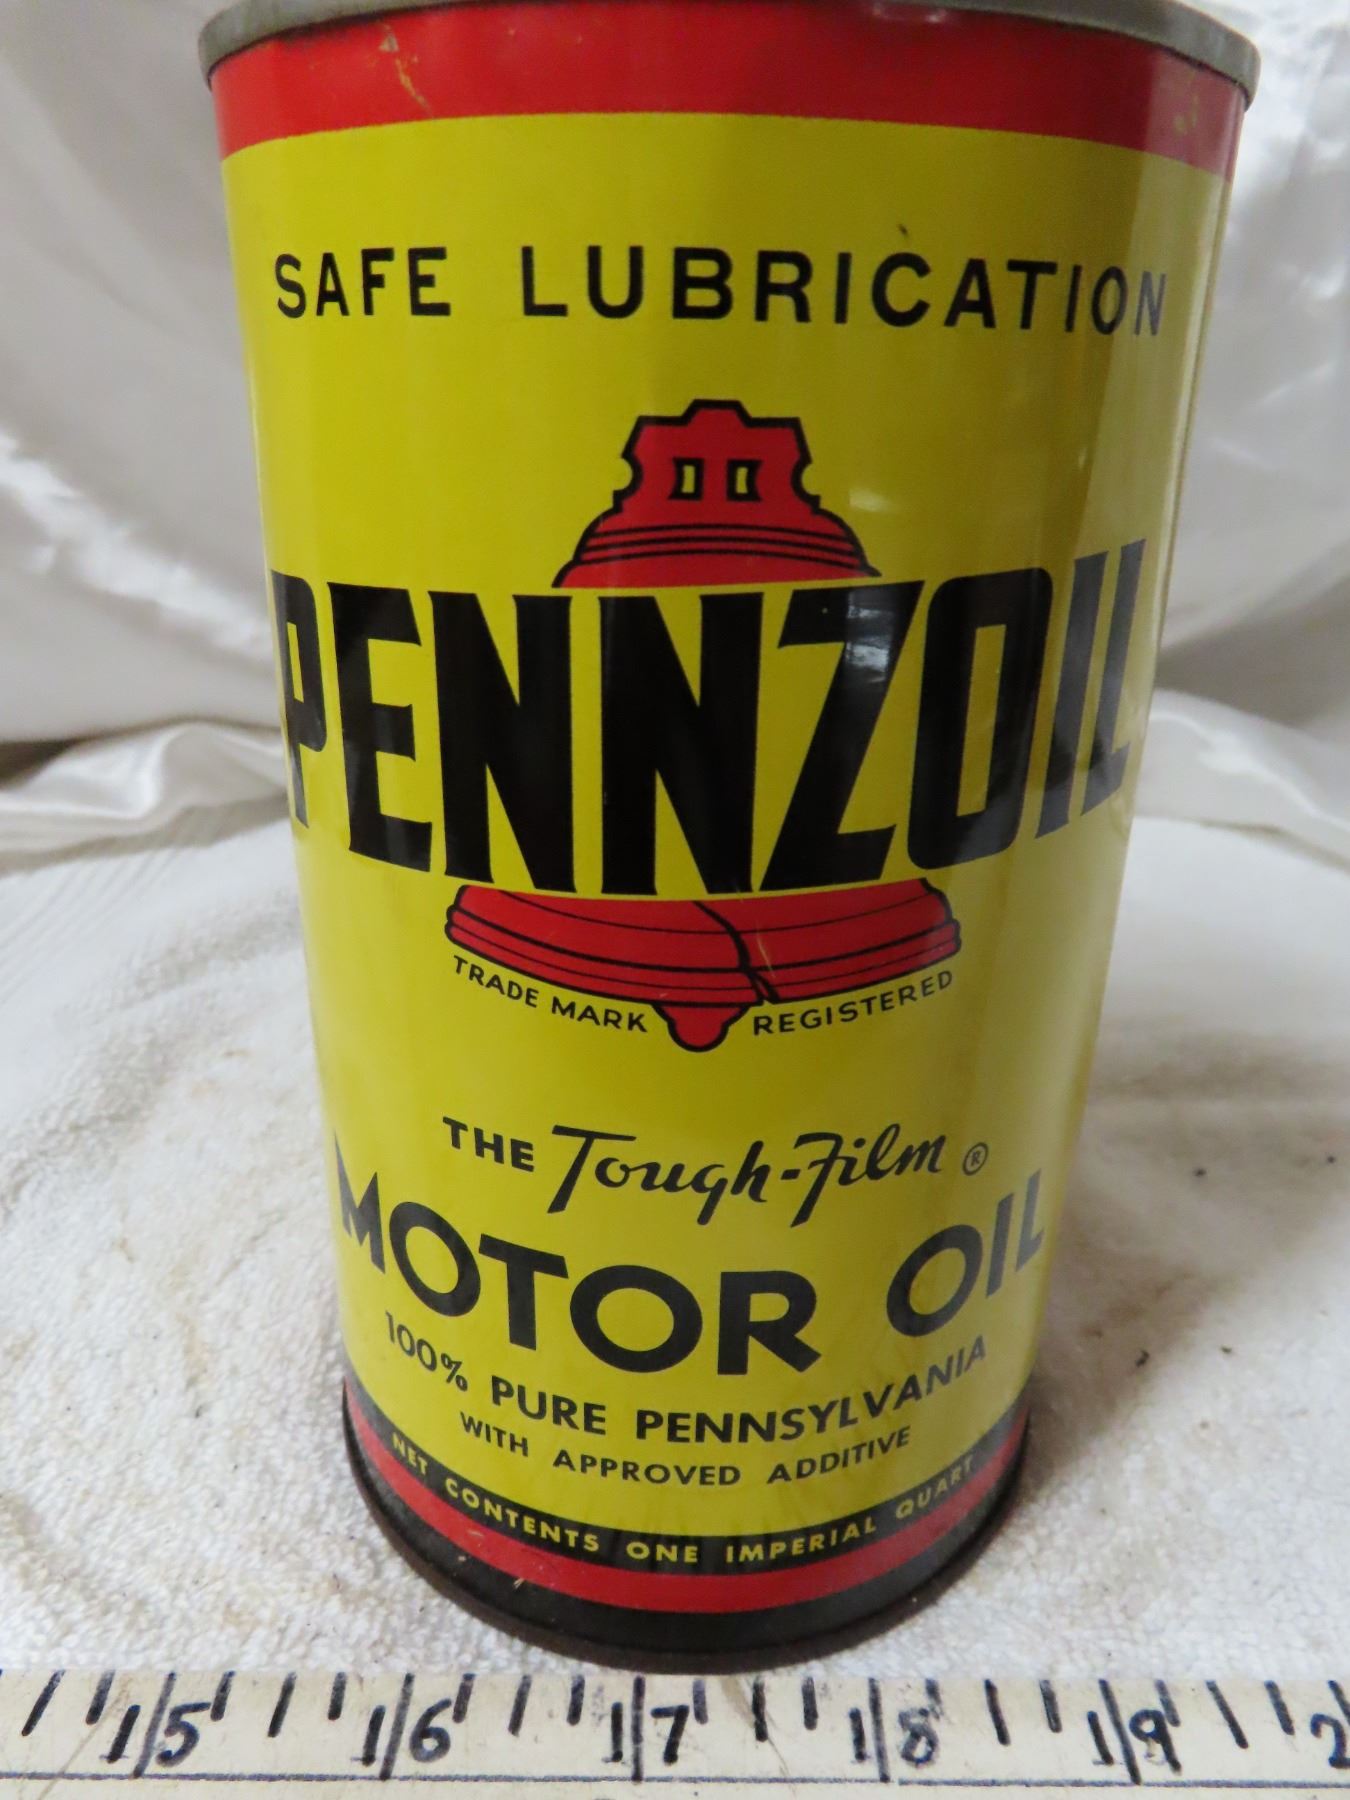 SAFE LUBRICATION
PENNZOIL
TRADE MARK REGISTERED
THE Tough-Film ®
MOTOR OIL
100% PURE PENNSYLVANIA
WITH APPROVED ADDITIVE
NET CONTENTS ONE IMPERIAL QUART
15 16 17 18 19 2